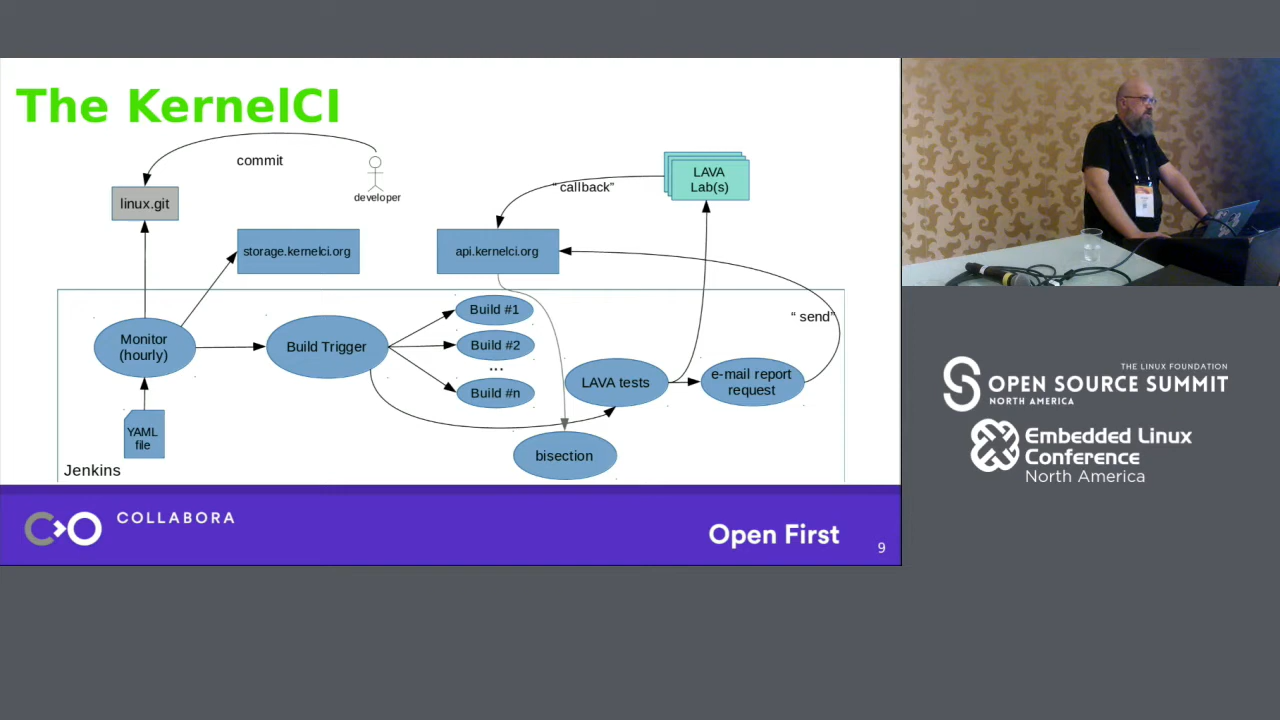 The KernelCI
commit
developer
linux.git
storage.kernelci.org
"callback"
LAVA
Lab(s)
api.kernelci.org
Monitor
(hourly)
Build Trigger
Build #1
Build #2
...
Build #n
LAVA tests
e-mail report
request
" send"
YAML
file
bisection
Jenkins
COLLABORA
Open First
9
THE LINUX FOUNDATION
OPEN SOURCE SUMMIT
NORTH AMERICA
Embedded Linux
Conference
North America